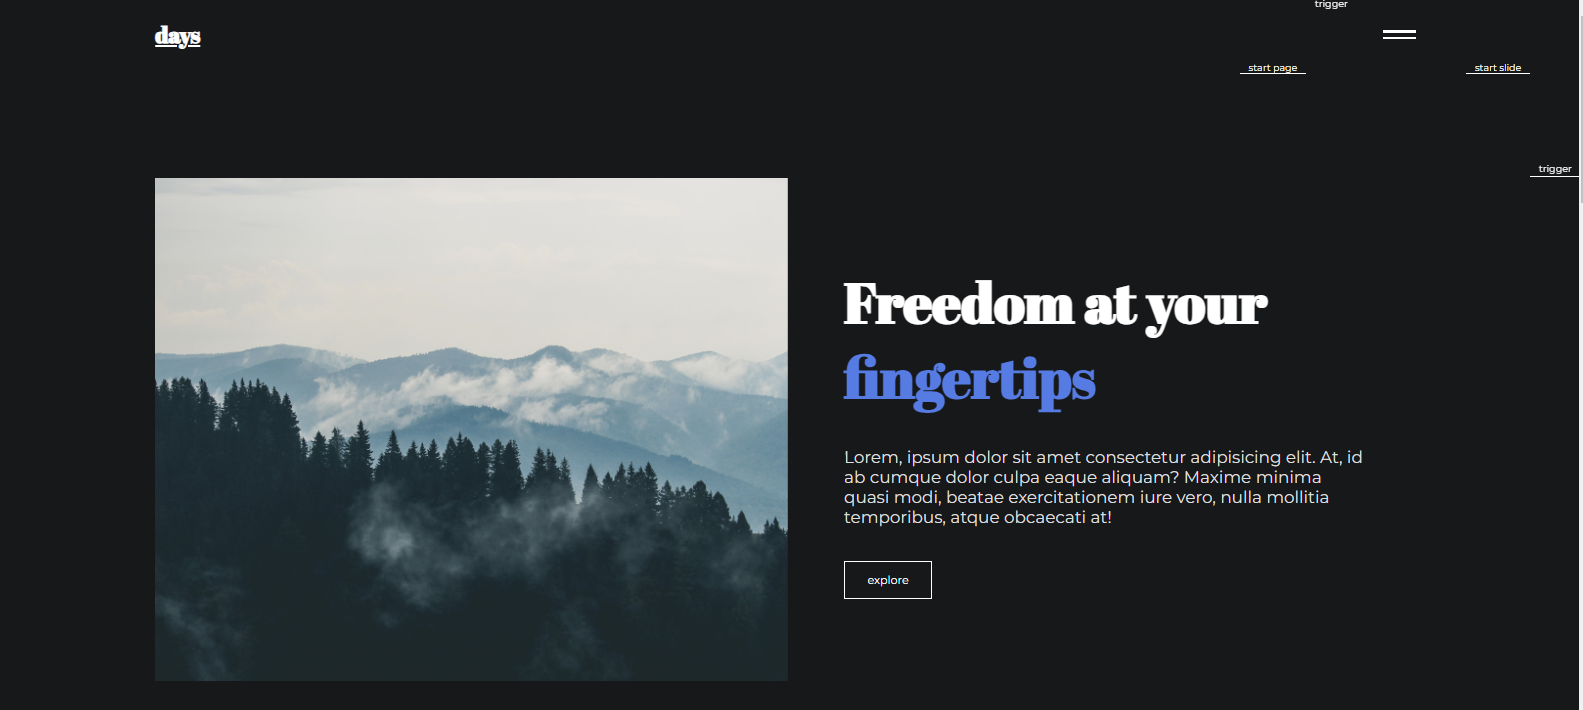 trigger
days
start page
start slide
trigger
Freedom at your
fingertips
Lorem, ipsum dolor sit amet consectetur adipisicing elit. At, id
ab cumque dolor culpa eaque aliquam? Maxime minima
quasi modi, beatae exercitationem iure vero, nulla mollitia
temporibus, atque obcaecati at!
explore